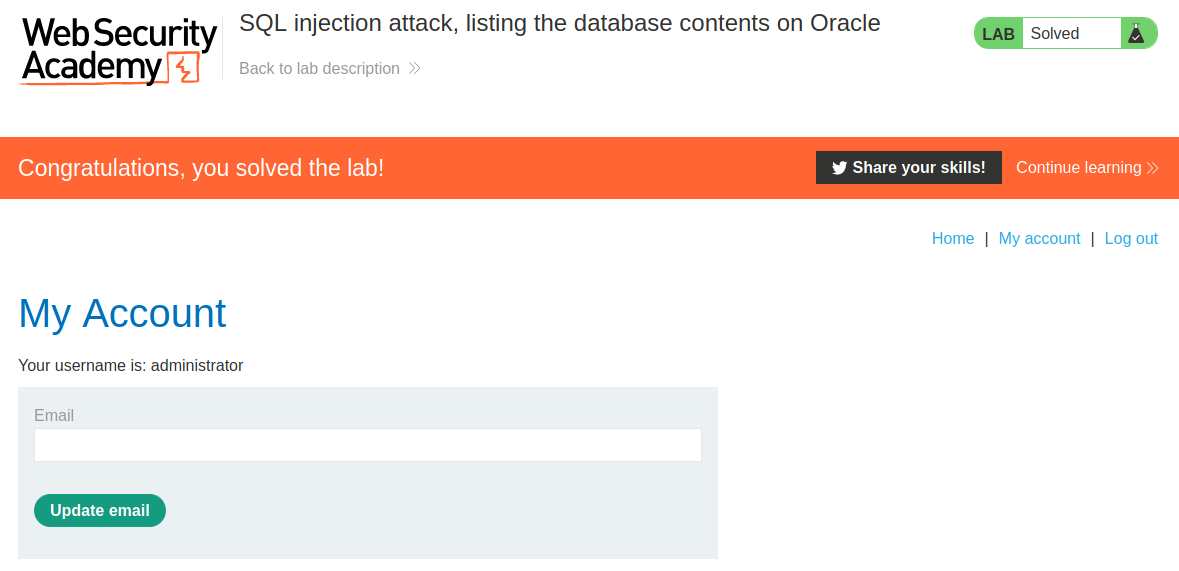 Web Security
Academy
SQL injection attack, listing the database contents on Oracle
Back to lab description
LAB Solved
Congratulations, you solved the lab!
Share your skills!
Continue learning
Home | My account | Log out
My Account
Your username is: administrator
Email
Update email